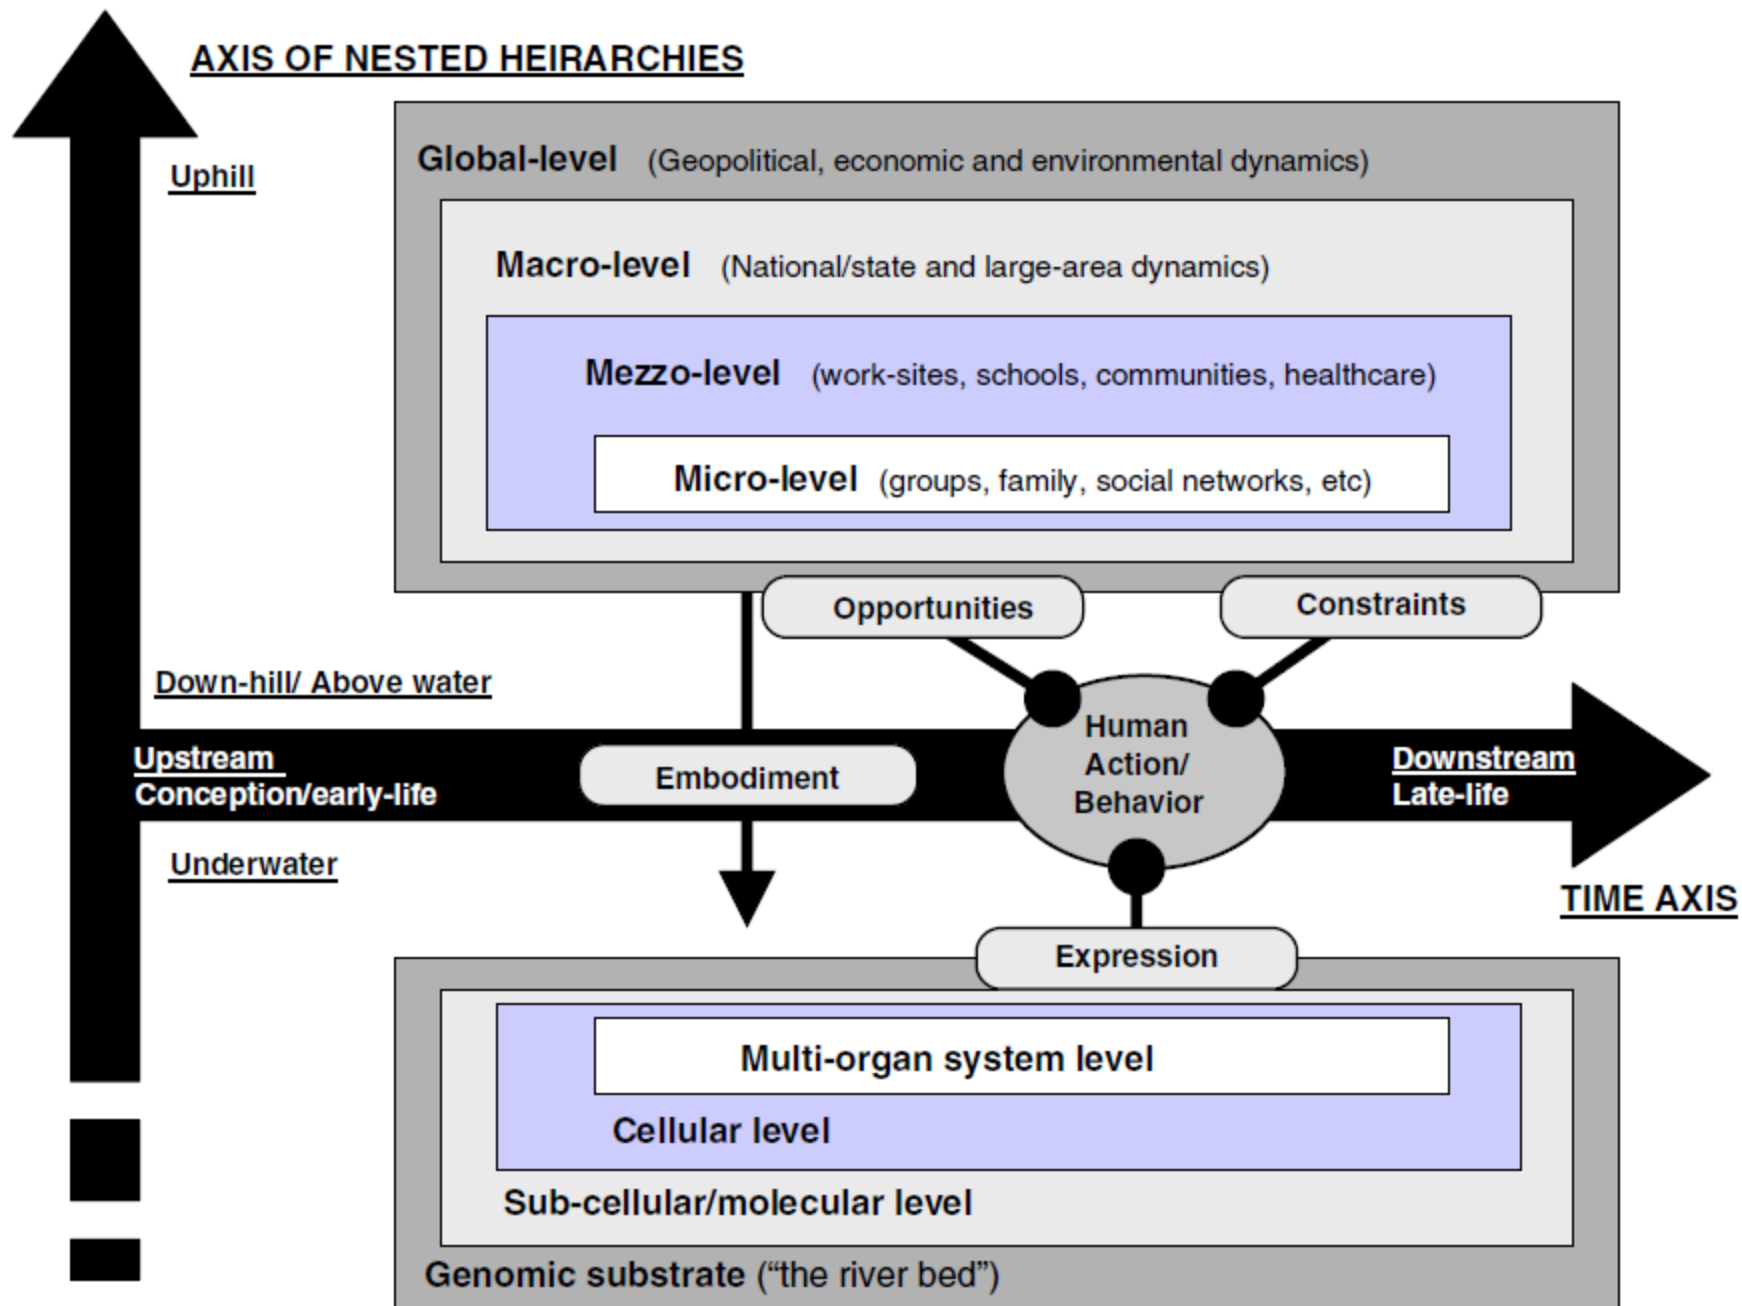 AXIS OF NESTED HEIRARCHIES
Uphill
Global-level (Geopolitical, economic and environmental dynamics)
Macro-level (National/state and large-area dynamics)
Mezzo-level (work-sites, schools, communities, healthcare)
Micro-level (groups, family, social networks, etc)
Opportunities
Constraints
Down-hill/ Above water
Upstream
Conception/early-life
Embodiment
Human
Action/
Behavior
Downstream
Late-life
Underwater
TIME AXIS
Expression
Multi-organ system level
Cellular level
Sub-cellular/molecular level
Genomic substrate (“the river bed”)